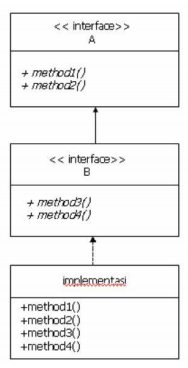 << interface>>
A
+ method1()
+ method2()
<< interface>>
B
+ method3()
+ method4()
implementasi
+method1()
+method2()
+method3()
+method4()